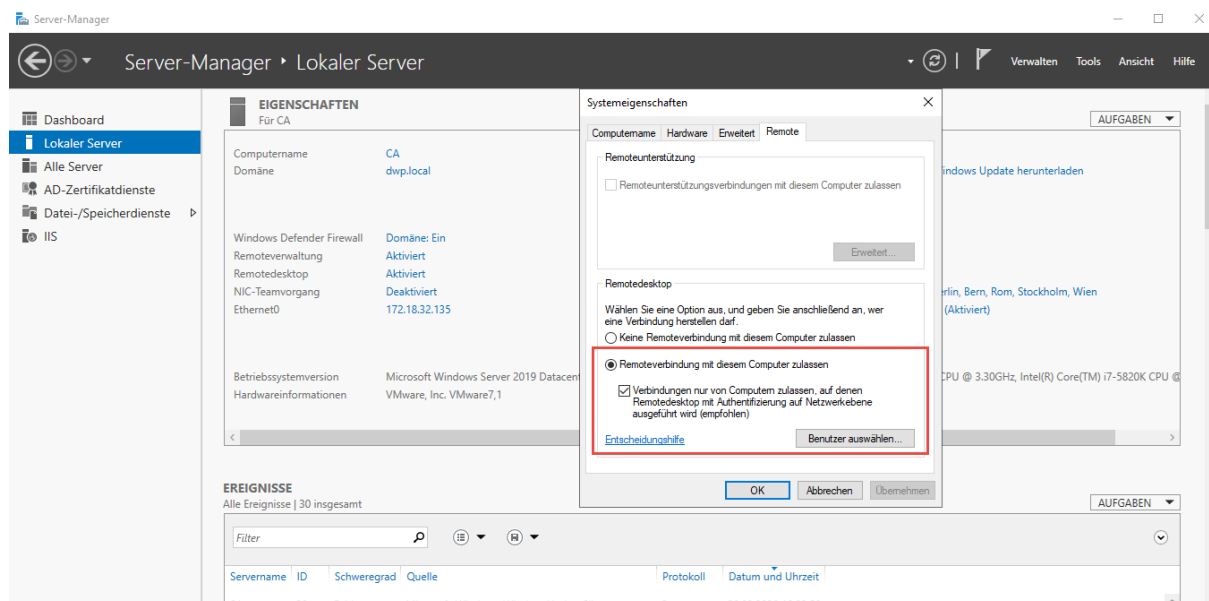 Server-Manager
Server-Manager • Lokaler Server
Verwalten Tools Ansicht Hilfe
Dashboard
Lokaler Server
Alle Server
AD-Zertifikatdienste
Datei-/Speicherdienste
IIS
EIGENSCHAFTEN
Für CA
AUFGABEN
Computername CA
Domäne dwp.local
Windows Defender Firewall Domäne: Ein
Remoteverwaltung Aktiviert
Remotedesktop Aktiviert
NIC-Teamvorgang Deaktiviert
Ethernet0 172.18.32.135
Betriebssystemversion Microsoft Windows Server 2019 Datacent
Hardwareinformationen VMware, Inc. VMware7,1
indows Update herunterladen
erlin, Bern, Rom, Stockholm, Wien
(Aktiviert)
CPU @ 3.30GHz, Intel(R) Core(TM) i7-5820K CPU @
Systemeigenschaften
Computername Hardware Erweitert Remote
Remoteunterstützung
Remoteunterstützungsverbindungen mit diesem Computer zulassen
Erweitert...
Remotedesktop
Wählen Sie eine Option aus, und geben Sie anschließend an, wer
eine Verbindung herstellen darf.
Keine Remoteverbindung mit diesem Computer zulassen
Remoteverbindung mit diesem Computer zulassen
Verbindungen nur von Computern zulassen, auf denen
Remotedesktop mit Authentifizierung auf Netzwerkebene
ausgeführt wird (empfohlen)
Entscheidungshilfe Benutzer auswählen...
OK Abbrechen Übernehmen
EREIGNISSE
Alle Ereignisse | 30 insgesamt
AUFGABEN
Filter
Servername ID Schweregrad Quelle Protokoll Datum und Uhrzeit